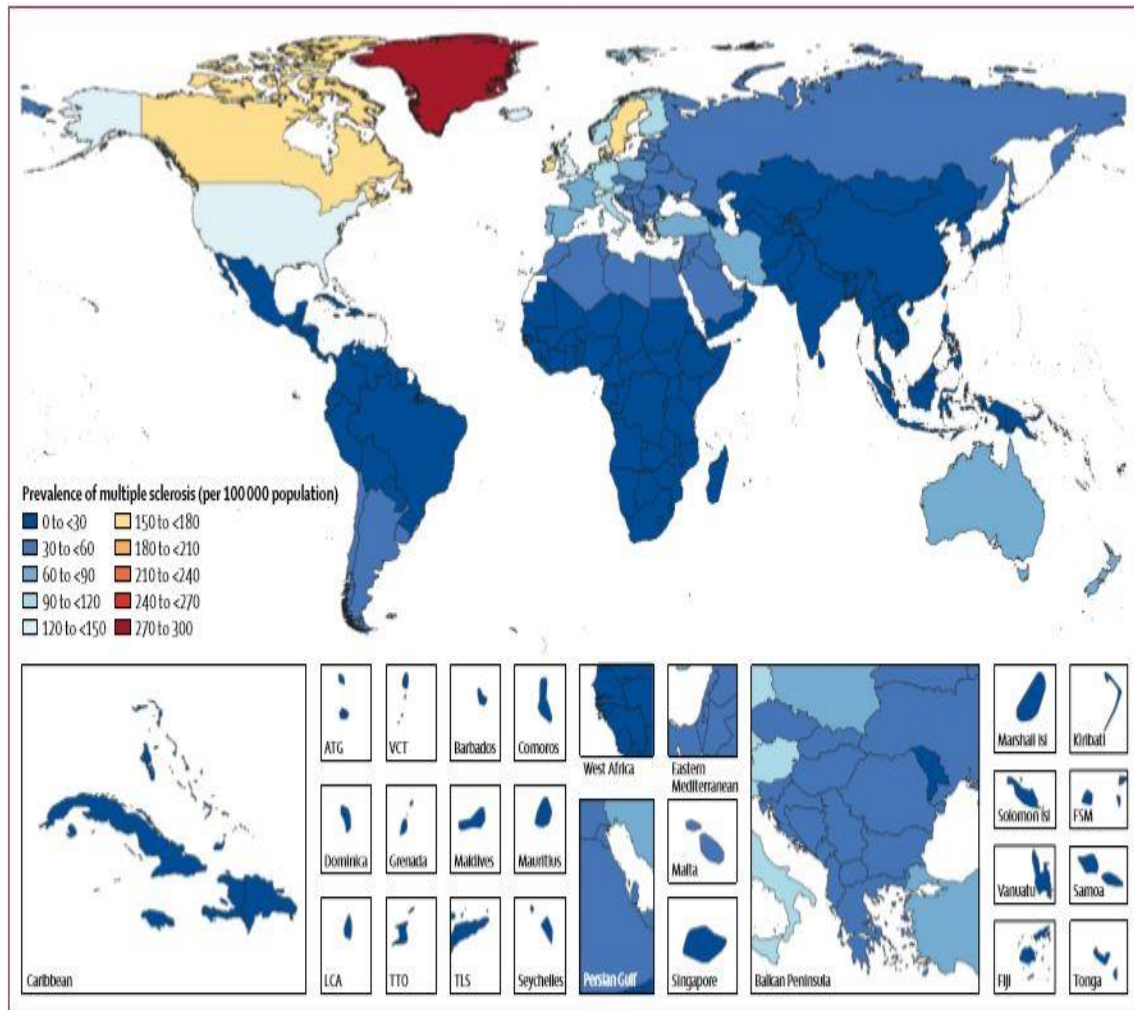 Prevalence of multiple sclerosis (per 100 000 population)
0 to <30
30 to <60
60 to <90
90 to <120
120 to <150
150 to <180
180 to <210
210 to <240
240 to <270
270 to 300
Caribbean
ATG
VCT
Barbados
Comoros
Dominica
Grenada
Maldives
Mauritius
LCA
TTO
TLS
Seychelles
West Africa
Eastern
Mediterranean
Persian Gulf
Malta
Singapore
Balkan Peninsula
Marshall Isl
Kiribati
Solomon Isl
FSM
Vanuatu
Samoa
Fiji
Tonga